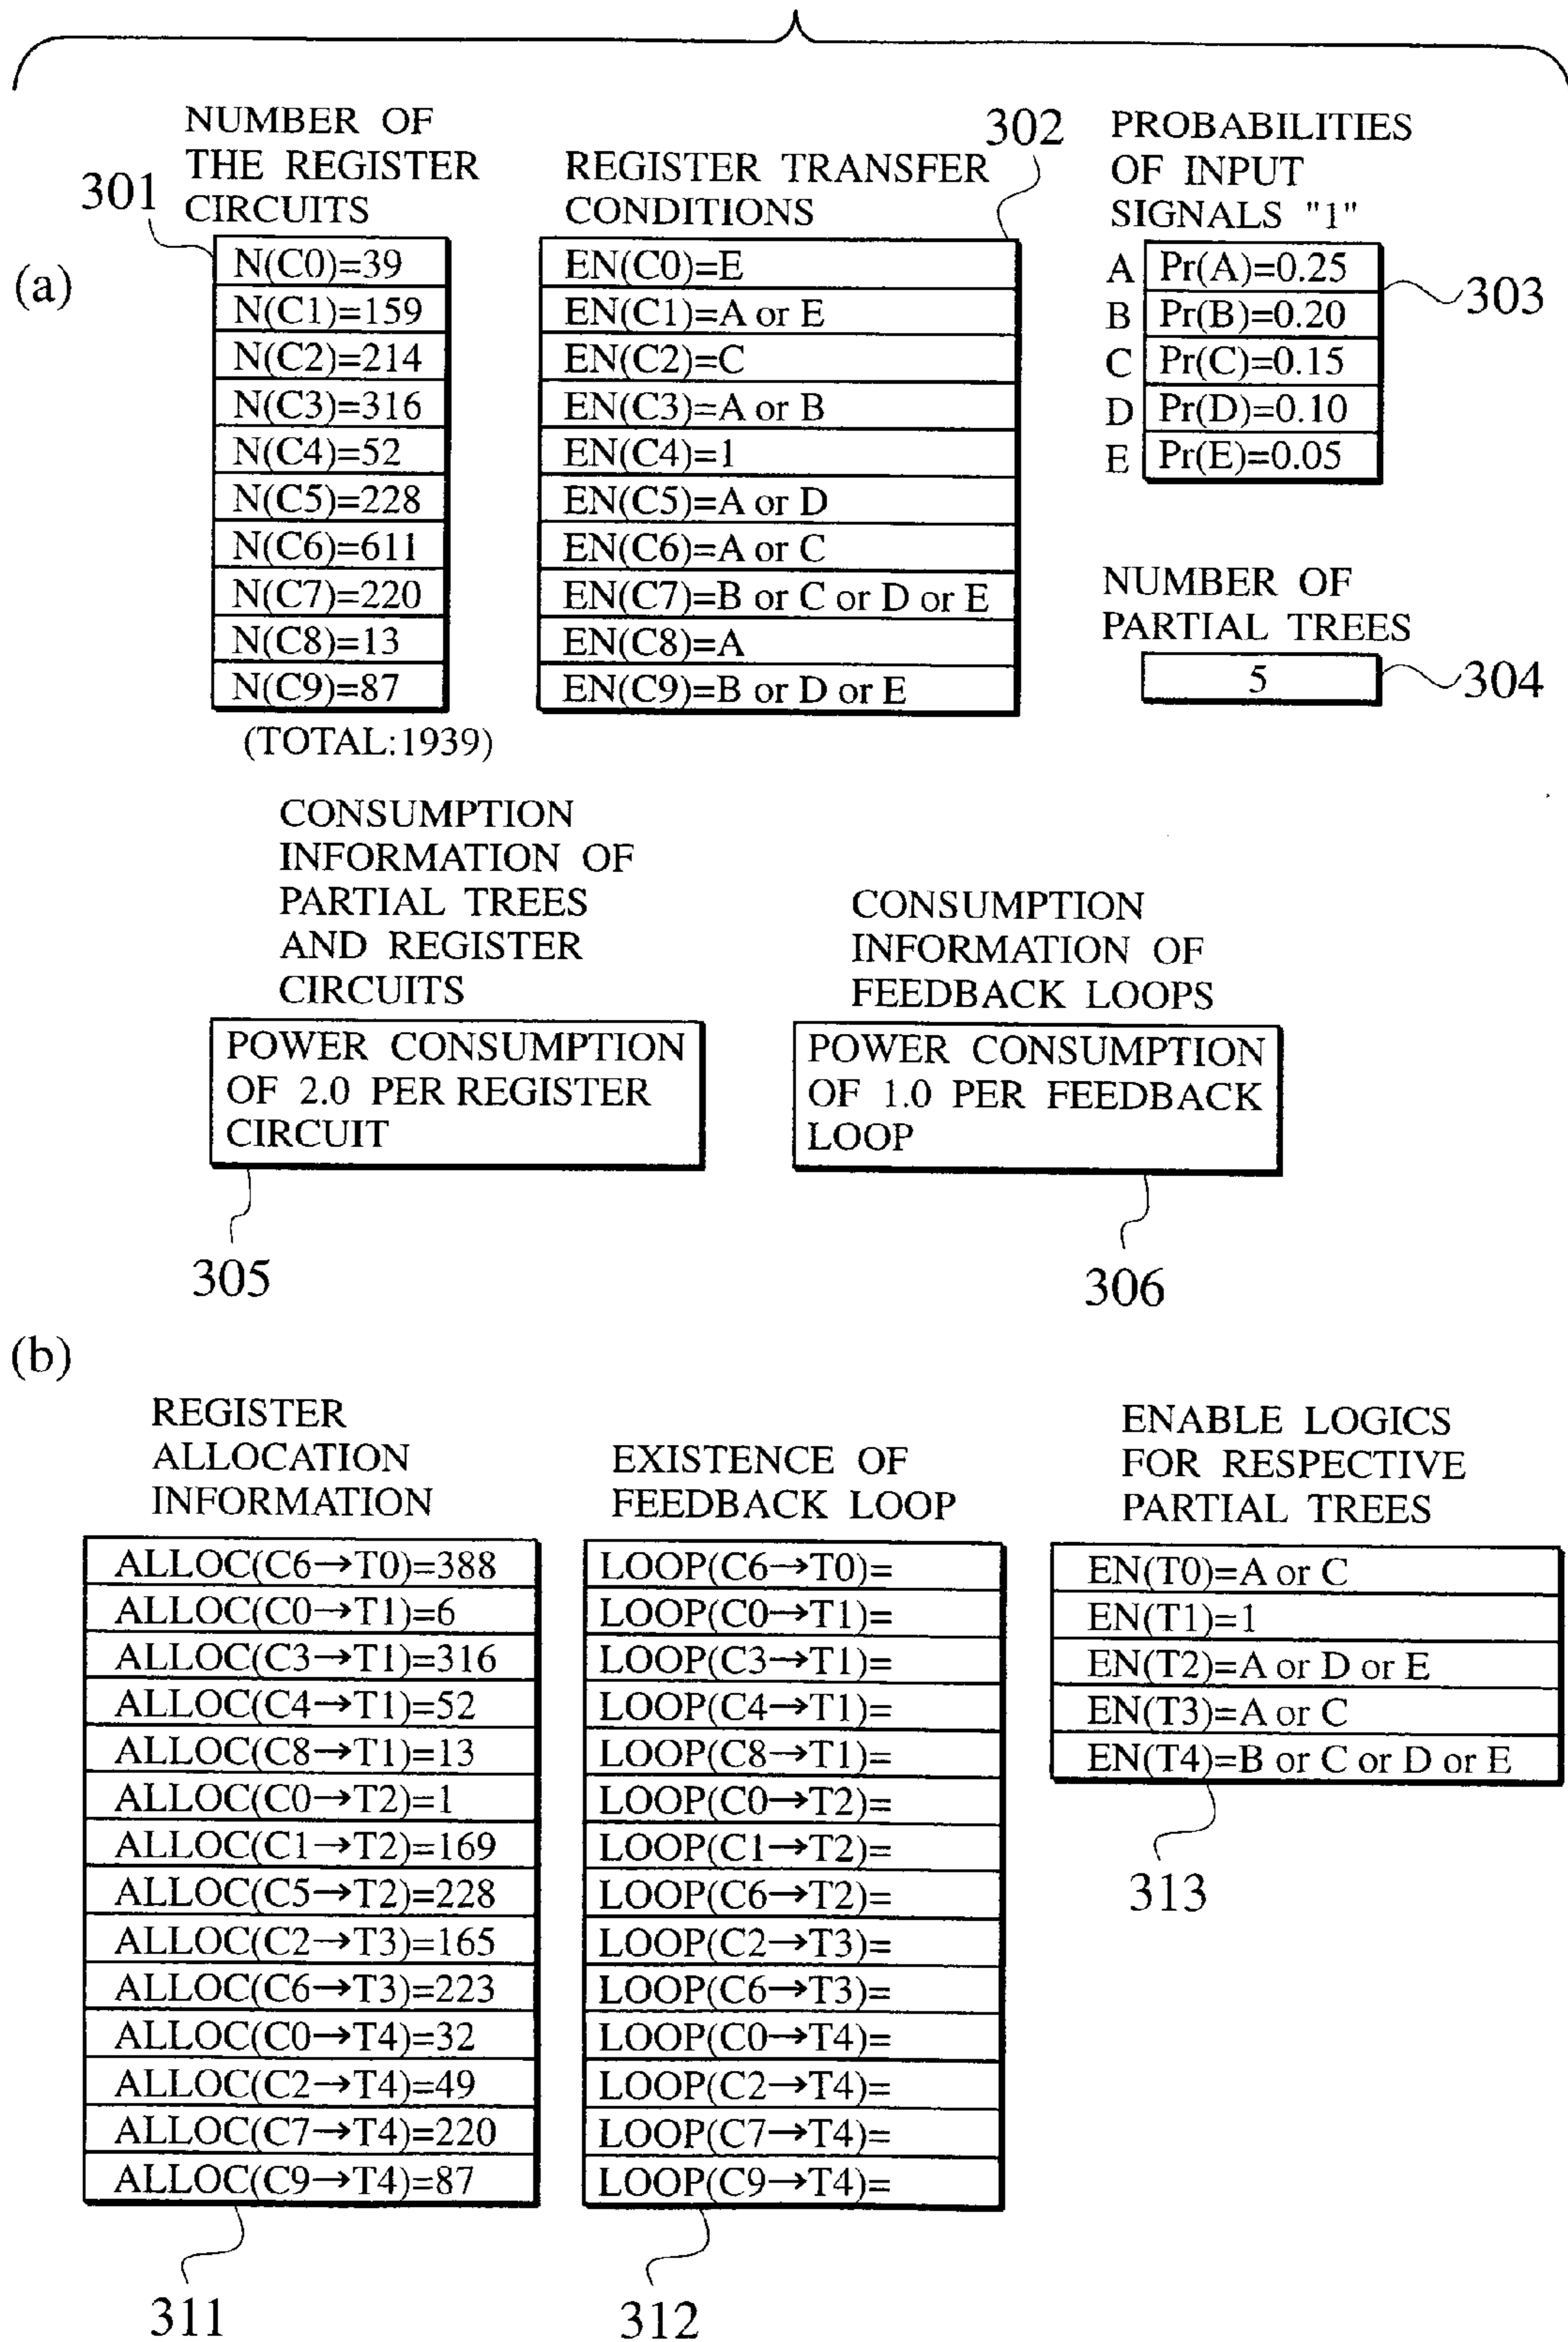 NUMBER OF
THE REGISTER
CIRCUITS
301
REGISTER TRANSFER
CONDITIONS
302
PROBABILITIES
OF INPUT
SIGNALS "1"
(a)
N(C0)=39
N(C1)=159
N(C2)=214
N(C3)=316
N(C4)=52
N(C5)=228
N(C6)=611
N(C7)=220
N(C8)=13
N(C9)=87
(TOTAL:1939)
EN(C0)=E
EN(C1)=A or E
EN(C2)=C
EN(C3)=A or B
EN(C4)=1
EN(C5)=A or D
EN(C6)=A or C
EN(C7)=B or C or D or E
EN(C8)=A
EN(C9)=B or D or E
A Pr(A)=0.25
B Pr(B)=0.20
C Pr(C)=0.15
D Pr(D)=0.10
E Pr(E)=0.05
303
NUMBER OF
PARTIAL TREES
5
304
CONSUMPTION
INFORMATION OF
PARTIAL TREES
AND REGISTER
CIRCUITS
POWER CONSUMPTION
OF 2.0 PER REGISTER
CIRCUIT
305
CONSUMPTION
INFORMATION OF
FEEDBACK LOOPS
POWER CONSUMPTION
OF 1.0 PER FEEDBACK
LOOP
306
(b)
REGISTER
ALLOCATION
INFORMATION
ALLOC(C6→T0)=388
ALLOC(C0→T1)=6
ALLOC(C3→T1)=316
ALLOC(C4→T1)=52
ALLOC(C8→T1)=13
ALLOC(C0→T2)=1
ALLOC(C1→T2)=169
ALLOC(C5→T2)=228
ALLOC(C2→T3)=165
ALLOC(C6→T3)=223
ALLOC(C0→T4)=32
ALLOC(C2→T4)=49
ALLOC(C7→T4)=220
ALLOC(C9→T4)=87
311
EXISTENCE OF
FEEDBACK LOOP
LOOP(C6→T0)=
LOOP(C0→T1)=
LOOP(C3→T1)=
LOOP(C4→T1)=
LOOP(C8→T1)=
LOOP(C0→T2)=
LOOP(C1→T2)=
LOOP(C6→T2)=
LOOP(C2→T3)=
LOOP(C6→T3)=
LOOP(C0→T4)=
LOOP(C2→T4)=
LOOP(C7→T4)=
LOOP(C9→T4)=
312
ENABLE LOGICS
FOR RESPECTIVE
PARTIAL TREES
EN(T0)=A or C
EN(T1)=1
EN(T2)=A or D or E
EN(T3)=A or C
EN(T4)=B or C or D or E
313